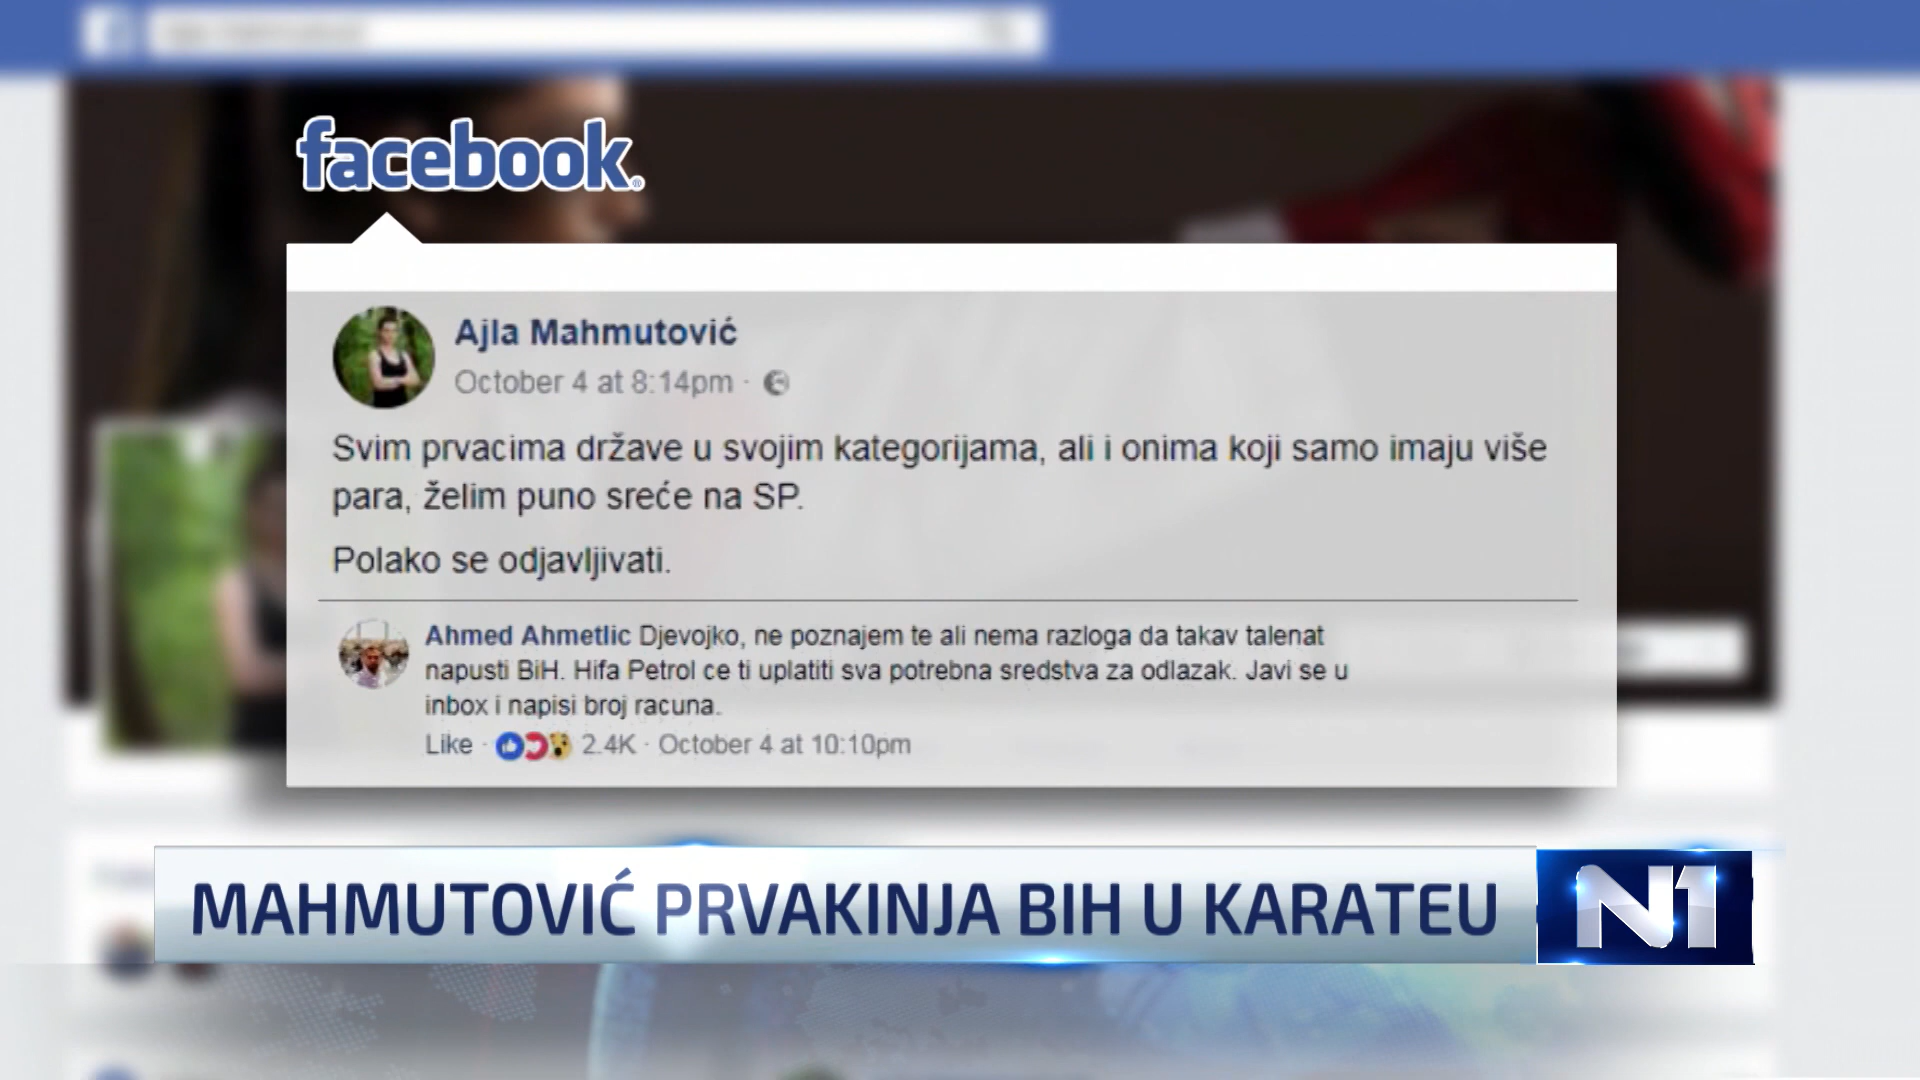 facebook®
Ajla Mahmutović
October 4 at 8:14pm ·
Svim prvacima države u svojim kategorijama, ali i onima koji samo imaju više
para, želim puno sreće na SP.
Polako se odjavljivati.
Ahmed Ahmetlic Djevojko, ne poznajem te ali nema razloga da takav talenat
napusti BiH. Hifa Petrol ce ti uplatiti sva potrebna sredstva za odlazak. Javi se u
inbox i napisi broj racuna.
Like · 2.4K · October 4 at 10:10pm
MAHMUTOVIĆ PRVAKINJA BIH U KARATEU
N1